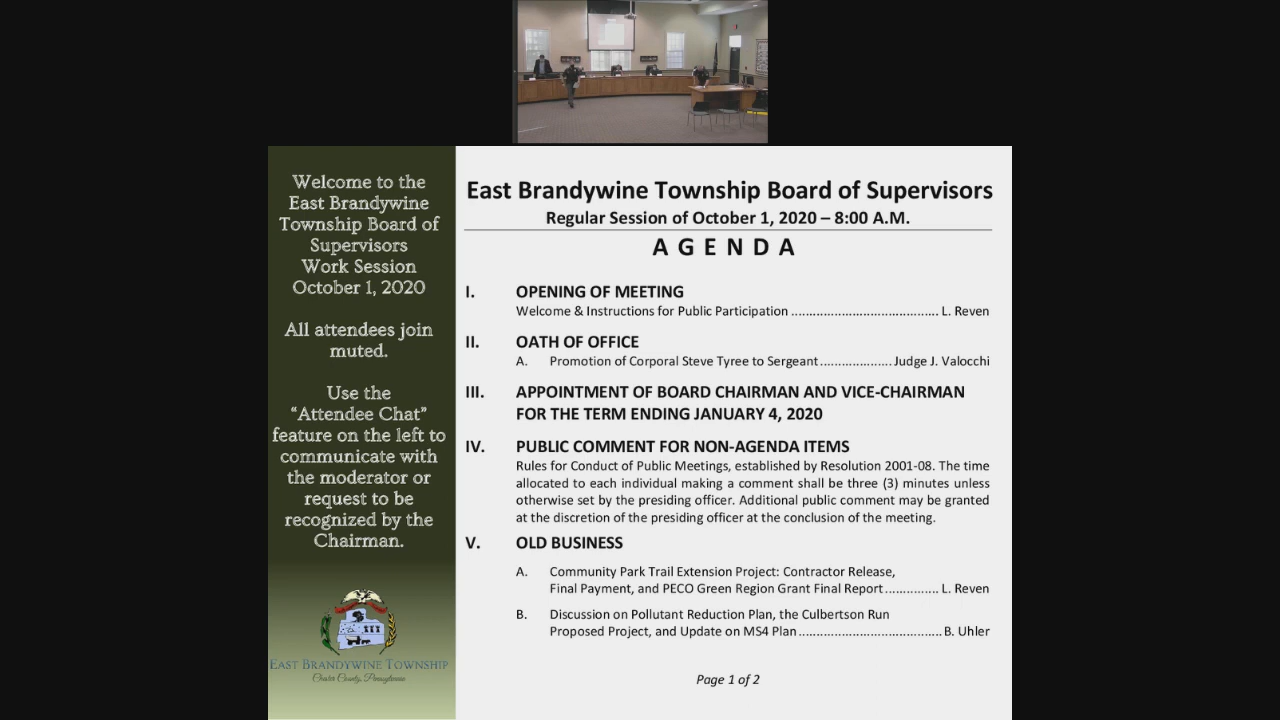 Welcome to the
East Brandywine
Township Board of
Supervisors
Work Session
October 1, 2020
All attendees join
muted.
Use the
“Attendee Chat”
feature on the left to
communicate with
the moderator or
request to be
recognized by the
Chairman.
EAST BRANDYWINE TOWNSHIP
Chester County, Pennsylvania
East Brandywine Township Board of Supervisors
Regular Session of October 1, 2020 – 8:00 A.M.
A G E N D A
I. OPENING OF MEETING
Welcome & Instructions for Public Participation ......................................... L. Reven
II. OATH OF OFFICE
A. Promotion of Corporal Steve Tyree to Sergeant.................... Judge J. Valocchi
III. APPOINTMENT OF BOARD CHAIRMAN AND VICE-CHAIRMAN
FOR THE TERM ENDING JANUARY 4, 2020
IV. PUBLIC COMMENT FOR NON-AGENDA ITEMS
Rules for Conduct of Public Meetings, established by Resolution 2001-08. The time
allocated to each individual making a comment shall be three (3) minutes unless
otherwise set by the presiding officer. Additional public comment may be granted
at the discretion of the presiding officer at the conclusion of the meeting.
V. OLD BUSINESS
A. Community Park Trail Extension Project: Contractor Release,
Final Payment, and PECO Green Region Grant Final Report............... L. Reven
B. Discussion on Pollutant Reduction Plan, the Culbertson Run
Proposed Project, and Update on MS4 Plan ........................................ B. Uhler
Page 1 of 2